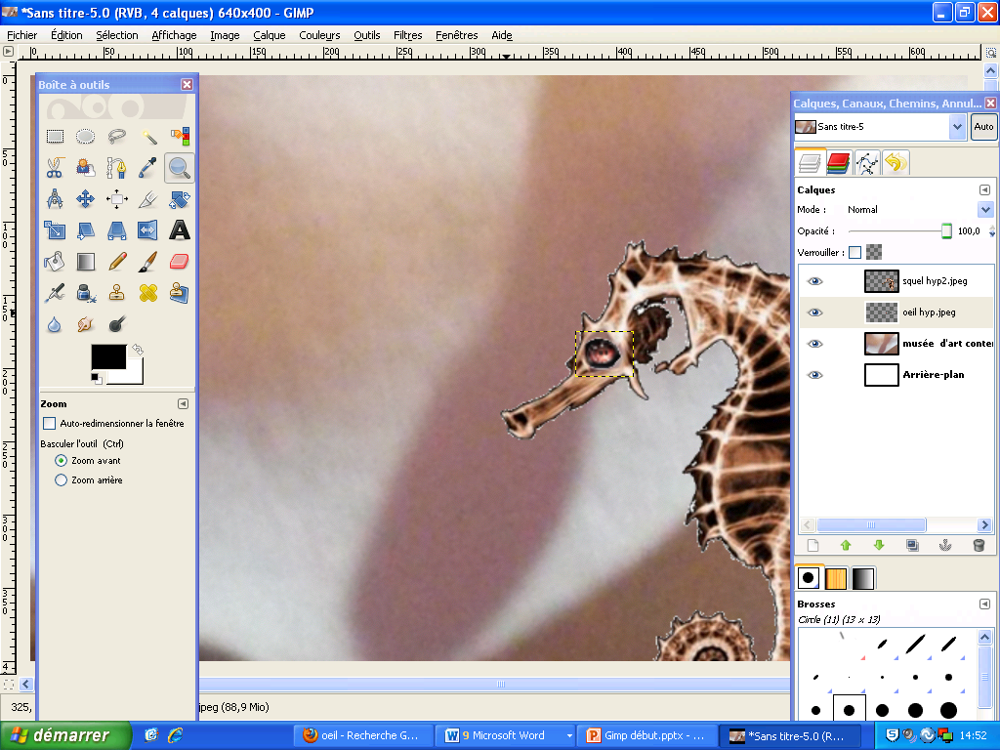 *Sans titre-5.0 (RVB, 4 calques) 640x400 - GIMP
Fichier Édition Sélection Affichage Image Calque Couleurs Outils Filtres Fenêtres Aide
0 50 100 150 200 250 300 350 400 450 500 550 600
Boîte à outils
Calques, Canaux, Chemins, Annul...
Sans titre-5
Auto
Calques
Mode : Normal
Opacité : 100,0
Verrouiller :
squel hyp2.jpeg
oeil hyp.jpeg
musée d'art conte
Arrière-plan
Zoom
Auto-redimensionner la fenêtre
Basculer l'outil (Ctrl)
Zoom avant
Zoom arrière
Brosses
Circle (11) (13 x 13)
325, jpeg (88,9 Mio)
démarrer
oeil - Recherche G...
9 Microsoft Word
Gimp début.pptx - ...
*Sans titre-5.0 (R...
14:52